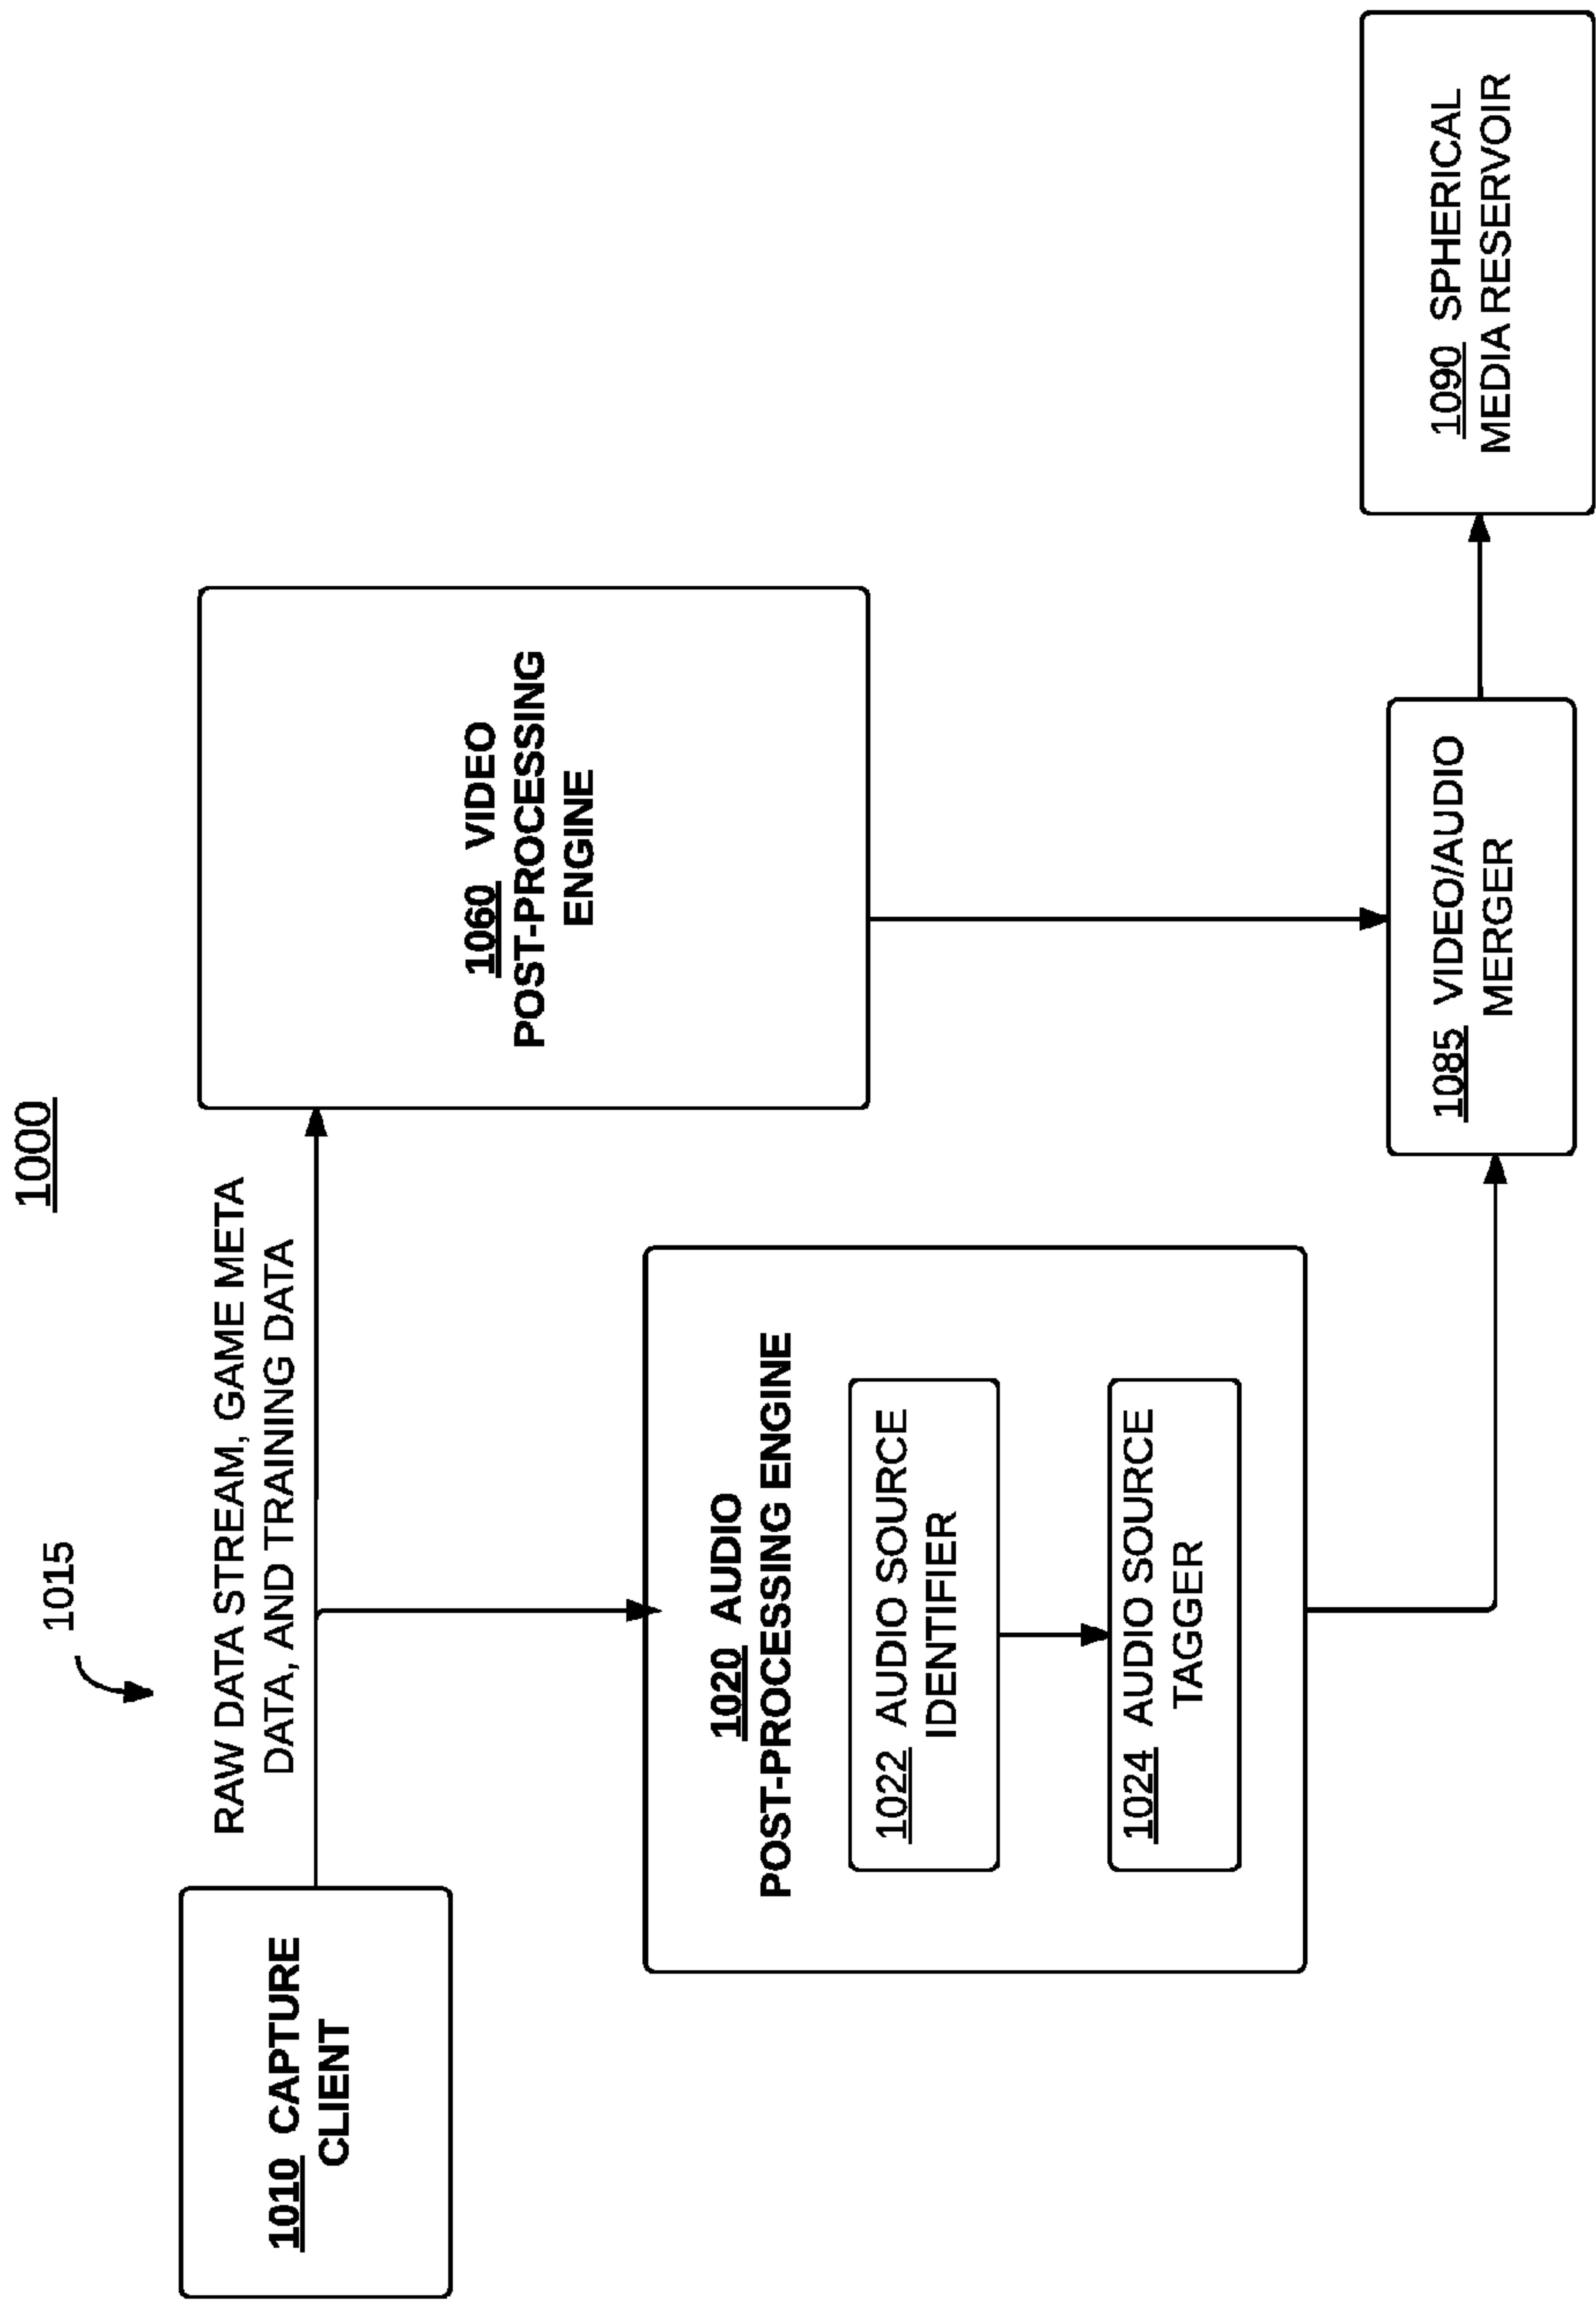 1000
1015
RAW DATA STREAM, GAME META
DATA, AND TRAINING DATA
1010 CAPTURE
CLIENT
1060 VIDEO
POST-PROCESSING
ENGINE
1020 AUDIO
POST-PROCESSING ENGINE
1022 AUDIO SOURCE
IDENTIFIER
1024 AUDIO SOURCE
TAGGER
1085 VIDEO/AUDIO
MERGER
1090 SPHERICAL
MEDIA RESERVOIR